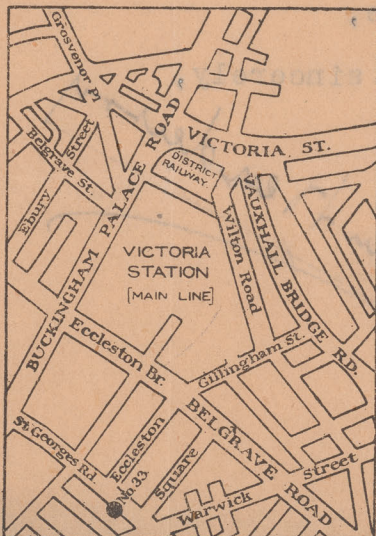 sincerely,
Grosvenor Pl
VICTORIA ST.
DISTRICT
RAILWAY.
Belgrave St.
Ebury Street
BUCKINGHAM PALACE ROAD
VICTORIA
STATION
[MAIN LINE]
Wilton Road
VAUXHALL BRIDGE RD.
Eccleston Br.
Gillingham St.
BELGRAVE ROAD
St. Georges Rd.
Eccleston Square
No. 33.
Warwick Street